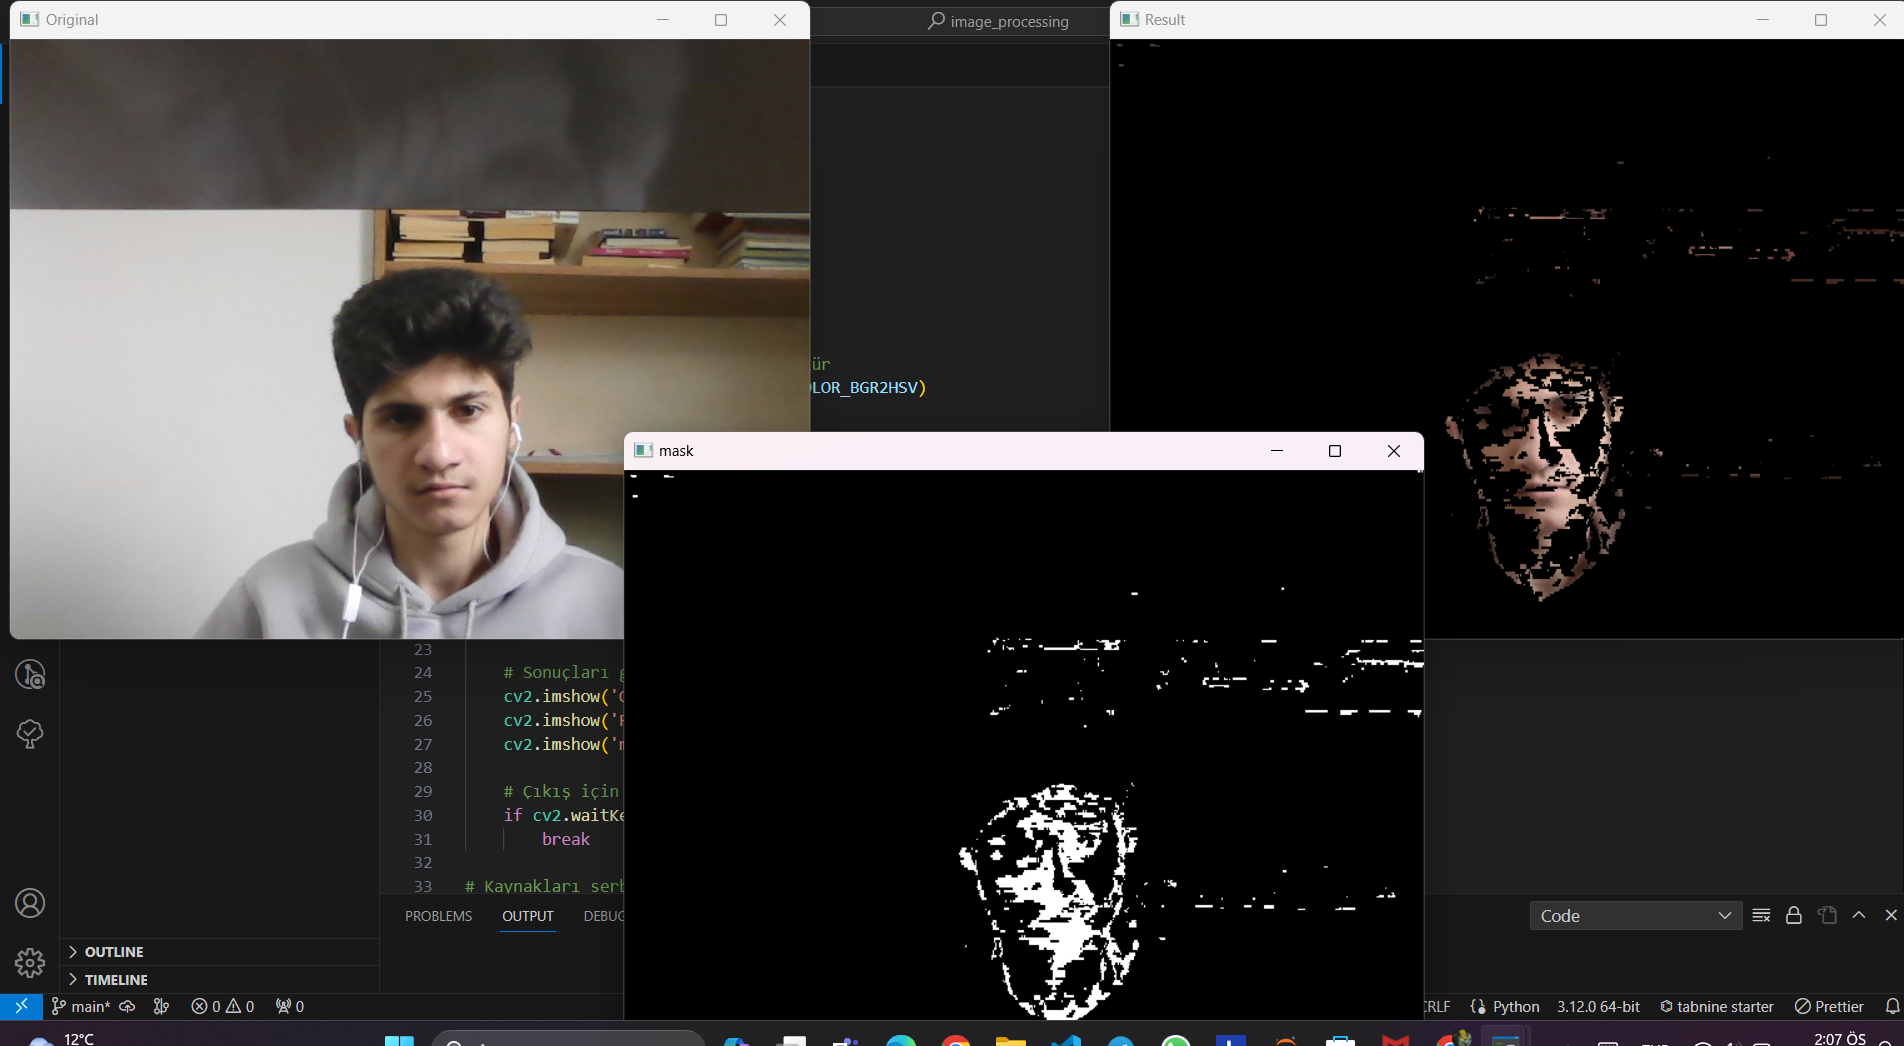 Original
image_processing
Result
ür
OLOR_BGR2HSV)
mask
23
24 # Sonuçları g
25 cv2.imshow('O
26 cv2.imshow('R
27 cv2.imshow('m
28
29 # Çıkış için
30 if cv2.waitKe
31 break
32
33 # Kaynakları serb
PROBLEMS OUTPUT DEBUG
Code
OUTLINE
TIMELINE
main* 0 0 0
CRLF {} Python 3.12.0 64-bit tabnine starter Prettier
12°C
2:07 ÖS